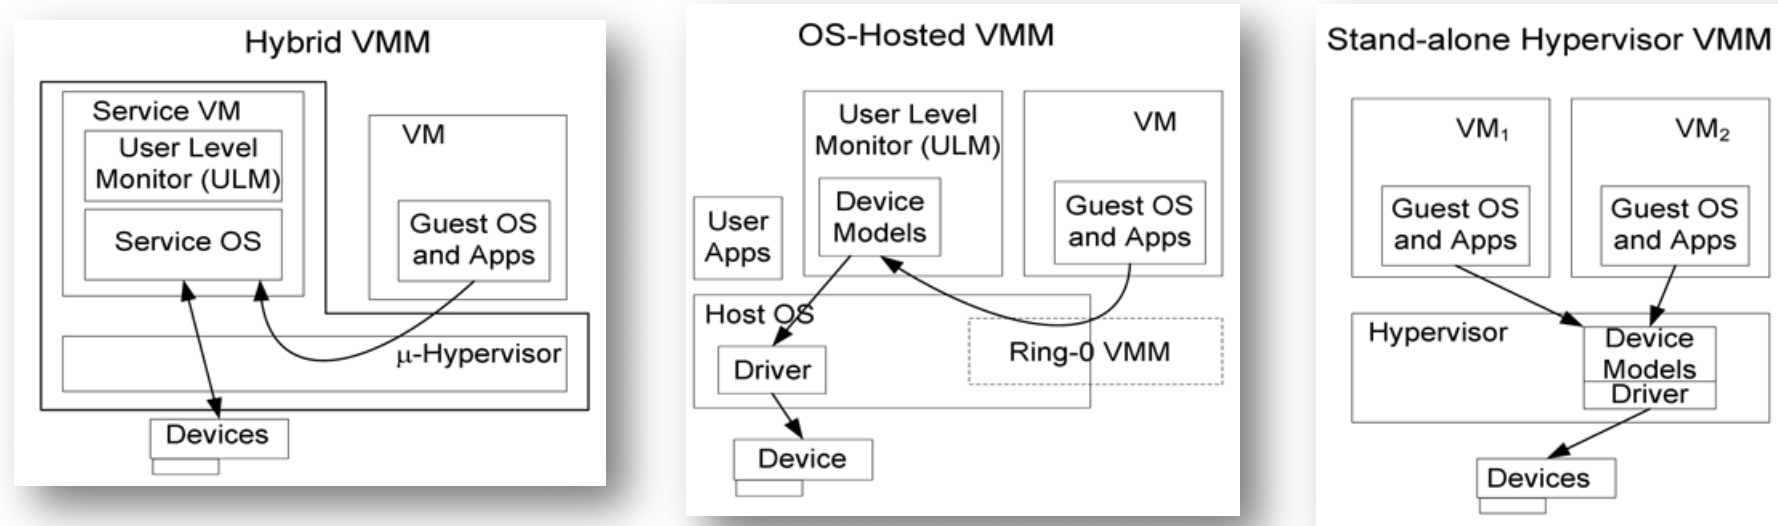 Hybrid VMM
Service VM
User Level
Monitor (ULM)
Service OS
VM
Guest OS
and Apps
μ-Hypervisor
Devices
OS-Hosted VMM
User Level
Monitor (ULM)
Device
Models
VM
Guest OS
and Apps
User
Apps
Host OS
Driver
Ring-0 VMM
Device
Stand-alone Hypervisor VMM
VM₁
Guest OS
and Apps
VM₂
Guest OS
and Apps
Hypervisor
Device
Models
Driver
Devices